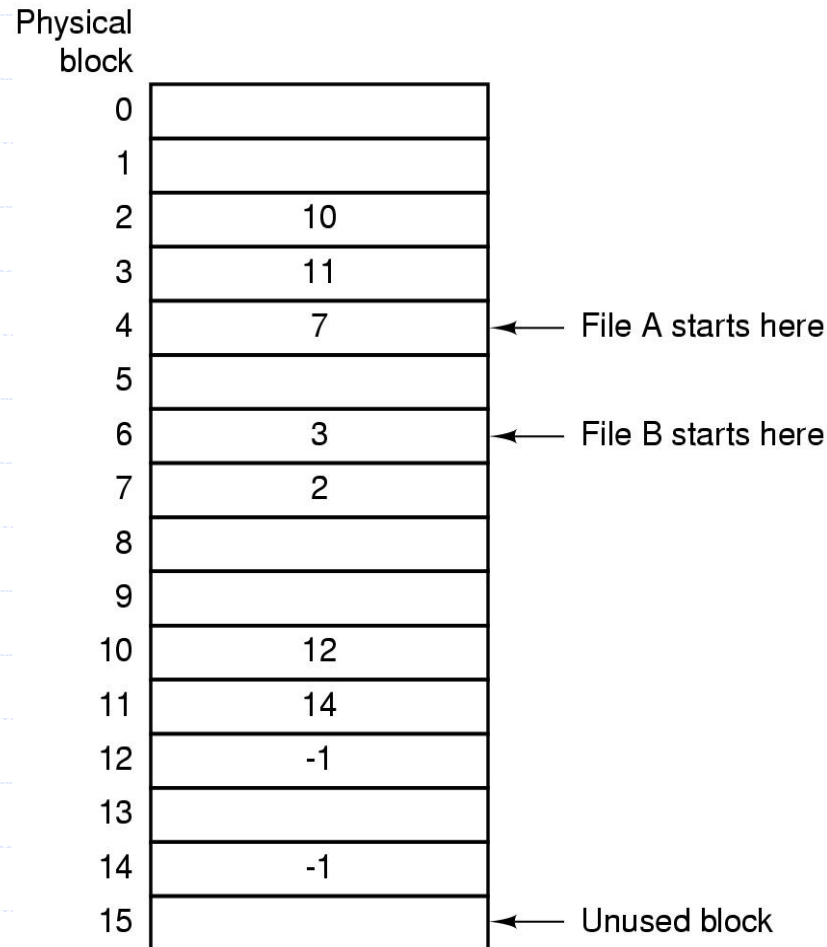 Physical
block
0
1
2 10
3 11
4 7 File A starts here
5
6 3 File B starts here
7 2
8
9
10 12
11 14
12 -1
13
14 -1
15 Unused block